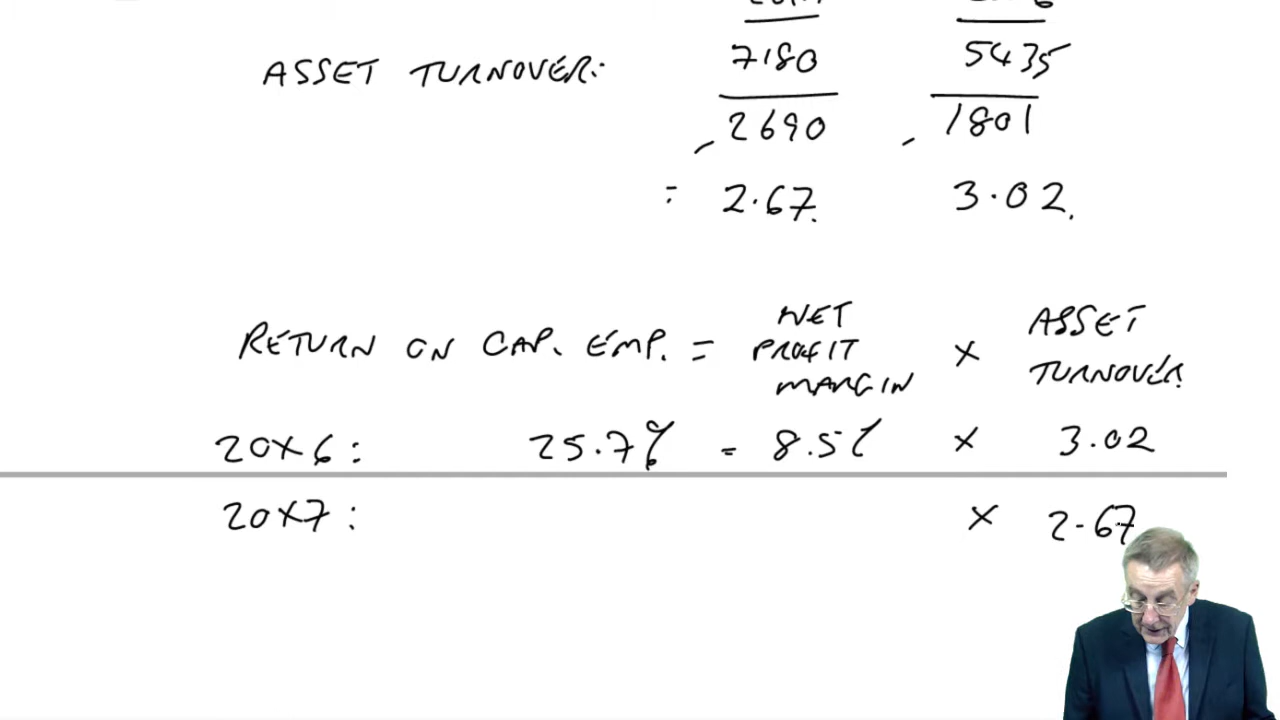 ASSET TURNOVER: 7180 5435
2690 1801
= 2.67. 3.02.
RETURN ON CAP. EMP. = NET PROFIT MARGIN × ASSET TURNOVER
20X6: 25.7% = 8.5% × 3.02
20X7: × 2.67